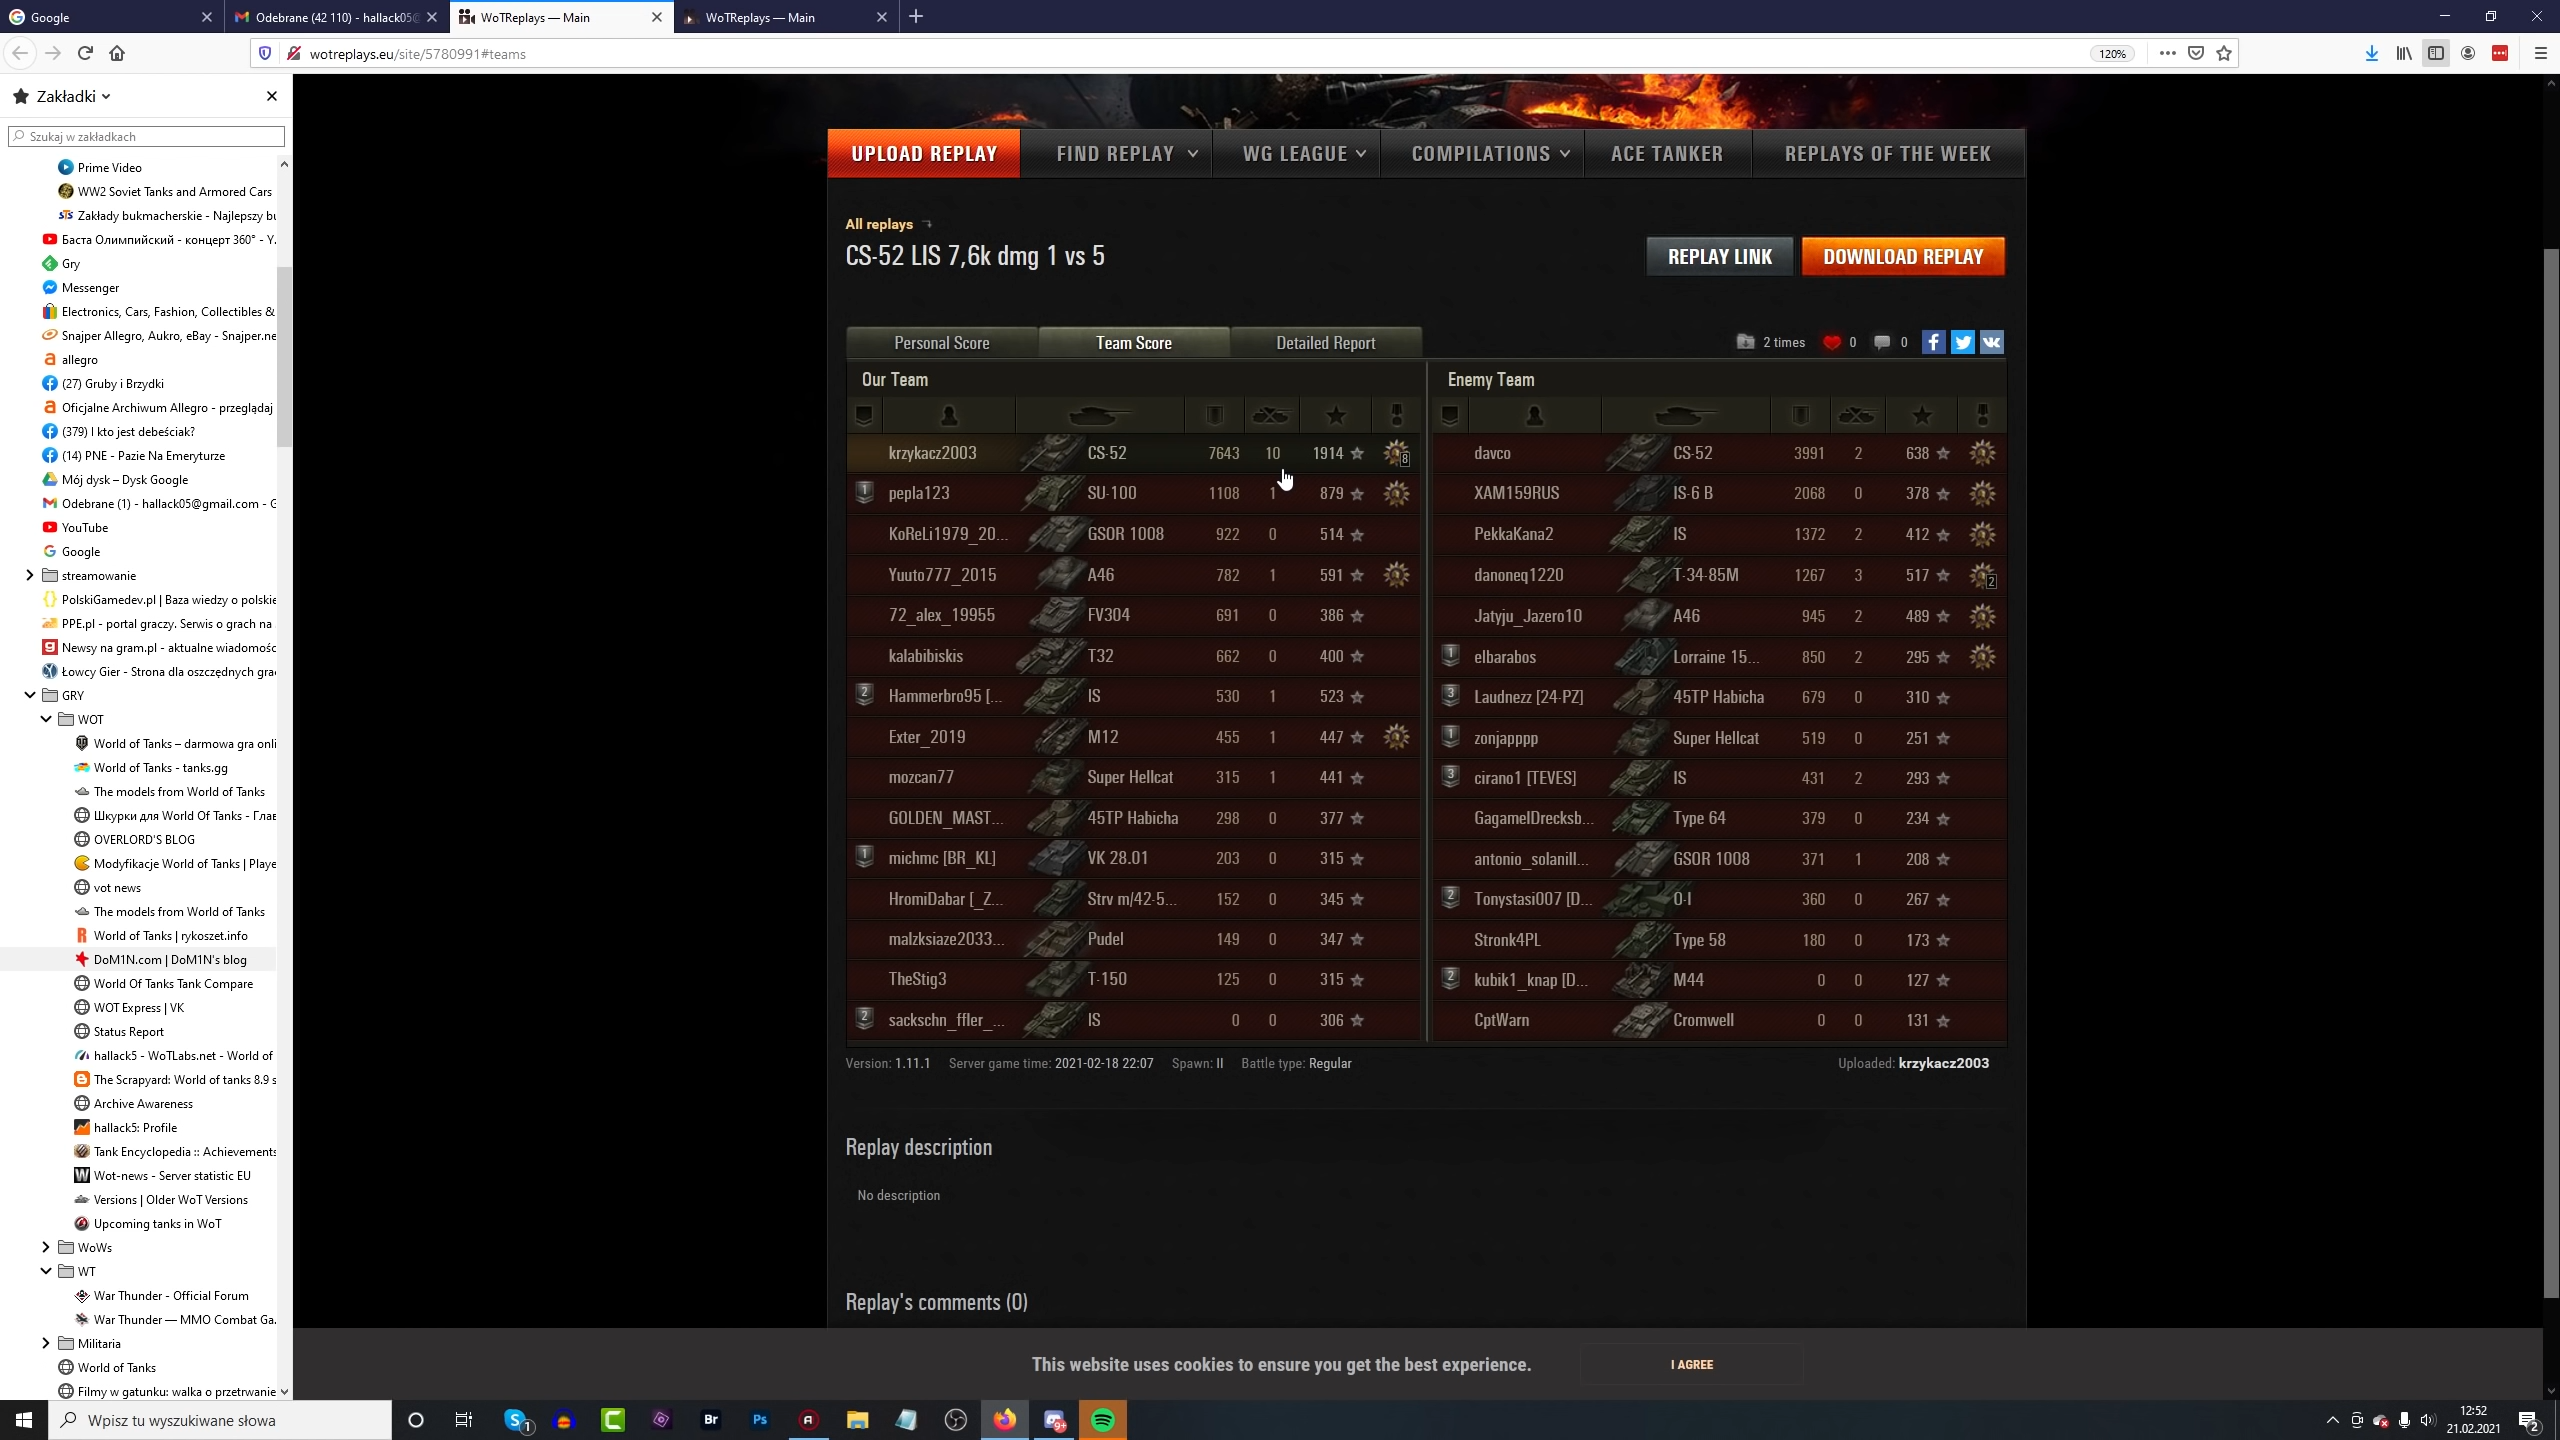 Google
Odebrane (42 110) - hallack05@
WoTReplays — Main
WoTReplays — Main
wotreplays.eu/site/5780991#teams
120%
Zakładki
Szukaj w zakładkach
Prime Video
WW2 Soviet Tanks and Armored Cars
Zakłady bukmacherskie - Najlepszy bu
Баста Олимпийский - концерт 360° - Y.
Gry
Messenger
Electronics, Cars, Fashion, Collectibles &
Snajper Allegro, Aukro, eBay - Snajper.ne
allegro
(27) Gruby i Brzydki
Oficjalne Archiwum Allegro - przeglądaj
(379) I kto jest debeściak?
(14) PNE - Pazie Na Emeryturze
Mój dysk – Dysk Google
Odebrane (1) - hallack05@gmail.com - G
YouTube
Google
streamowanie
PolskiGamedev.pl | Baza wiedzy o polskie
PPE.pl - portal graczy. Serwis o grach na
Newsy na gram.pl - aktualne wiadomośc
Łowcy Gier - Strona dla oszczędnych gra
GRY
WOT
World of Tanks – darmowa gra onli
World of Tanks - tanks.gg
The models from World of Tanks
Шкурки для World Of Tanks - Глав
OVERLORD'S BLOG
Modyfikacje World of Tanks | Playe
vot news
The models from World of Tanks
World of Tanks | rykoszet.info
DoM1N.com | DoM1N's blog
World Of Tanks Tank Compare
WOT Express | VK
Status Report
hallack5 - WoTLabs.net - World of
The Scrapyard: World of tanks 8.9 s
Archive Awareness
hallack5: Profile
Tank Encyclopedia :: Achievements
Wot-news - Server statistic EU
Versions | Older WoT Versions
Upcoming tanks in WoT
WoWs
WT
War Thunder - Official Forum
War Thunder — MMO Combat Ga.
Militaria
World of Tanks
Filmy w gatunku: walka o przetrwanie
UPLOAD REPLAY
FIND REPLAY
WG LEAGUE
COMPILATIONS
ACE TANKER
REPLAYS OF THE WEEK
All replays
CS-52 LIS 7,6k dmg 1 vs 5
REPLAY LINK
DOWNLOAD REPLAY
Personal Score
Team Score
Detailed Report
2 times
0
0
Our Team
krzykacz2003 CS-52 7643 10 1914 8
1 pepla123 SU-100 1108 1 879
KoReLi1979_20... GSOR 1008 922 0 514
Yuuto777_2015 A46 782 1 591
72_alex_19955 FV304 691 0 386
kalabibiskis T32 662 0 400
2 Hammerbro95 [... IS 530 1 523
Exter_2019 M12 455 1 447
mozcan77 Super Hellcat 315 1 441
GOLDEN_MAST... 45TP Habicha 298 0 377
1 michmc [BR_KL] VK 28.01 203 0 315
HromiDabar [_Z... Strv m/42-5... 152 0 345
malzksiaze2033... Pudel 149 0 347
TheStig3 T-150 125 0 315
2 sackschn_ffler_... IS 0 0 306
Enemy Team
davco CS-52 3991 2 638
XAM159RUS IS-6 B 2068 0 378
PekkaKana2 IS 1372 2 412
danoneq1220 T-34-85M 1267 3 517 2
Jatyju_Jazero10 A46 945 2 489
1 elbarabos Lorraine 15... 850 2 295
3 Laudnezz [24-PZ] 45TP Habicha 679 0 310
1 zonjapppp Super Hellcat 519 0 251
3 cirano1 [TEVES] IS 431 2 293
GagamelDrecksb... Type 64 379 0 234
antonio_solanill... GSOR 1008 371 1 208
2 Tonystasi007 [D... O-I 360 0 267
Stronk4PL Type 58 180 0 173
2 kubik1_knap [D... M44 0 0 127
CptWarn Cromwell 0 0 131
Version: 1.11.1 Server game time: 2021-02-18 22:07 Spawn: II Battle type: Regular
Uploaded: krzykacz2003
Replay description
No description
Replay's comments (0)
This website uses cookies to ensure you get the best experience.
I AGREE
Wpisz tu wyszukiwane słowa
1
Br
Ps
9+
12:52
21.02.2021
2